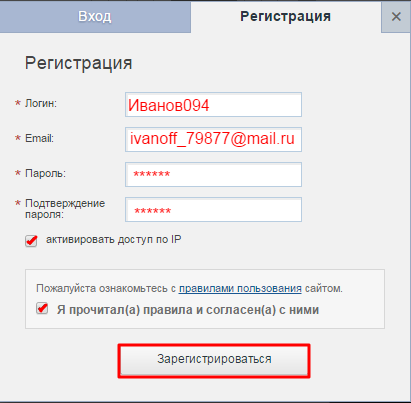 Вход Регистрация ×
Регистрация
* Логин: Иванов094
* Email: ivanoff_79877@mail.ru
* Пароль: ******
* Подтверждение пароля: ******
активировать доступ по IP
Пожалуйста ознакомьтесь с правилами пользования сайтом.
Я прочитал(а) правила и согласен(а) с ними
Зарегистрироваться